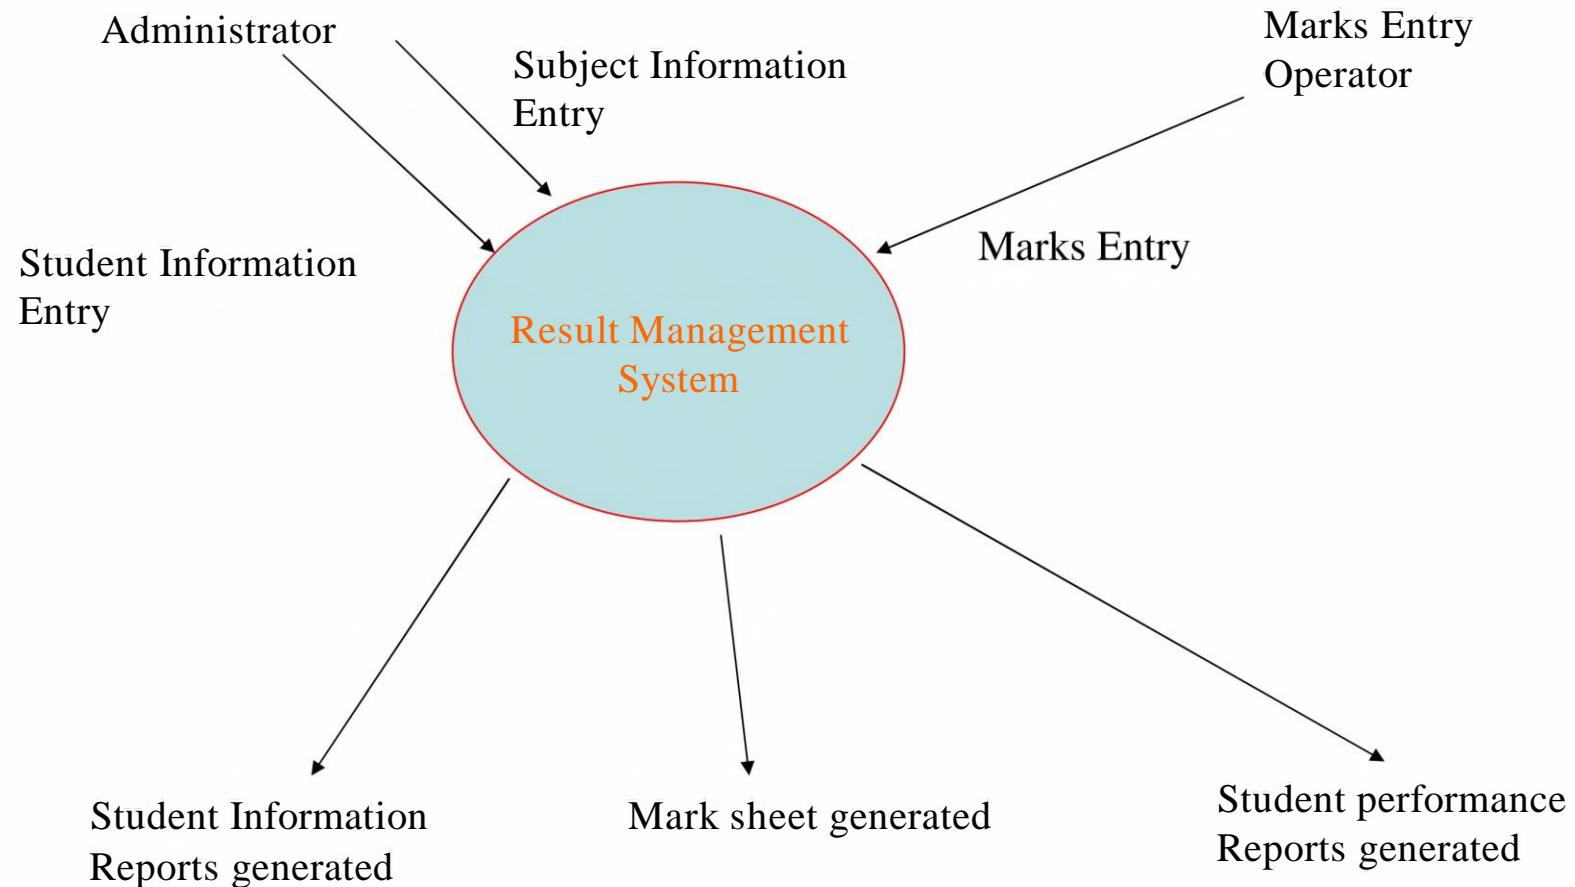 Administrator
Marks Entry
Operator
Subject Information
Entry
Student Information
Entry
Marks Entry
Result Management
System
Student Information
Reports generated
Mark sheet generated
Student performance
Reports generated